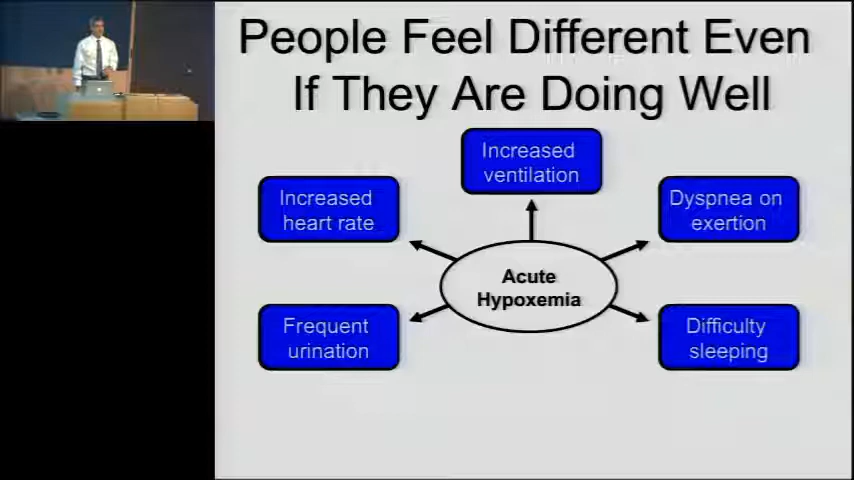 People Feel Different Even
If They Are Doing Well
Increased
ventilation
Increased
heart rate
Dyspnea on
exertion
Acute
Hypoxemia
Frequent
urination
Difficulty
sleeping